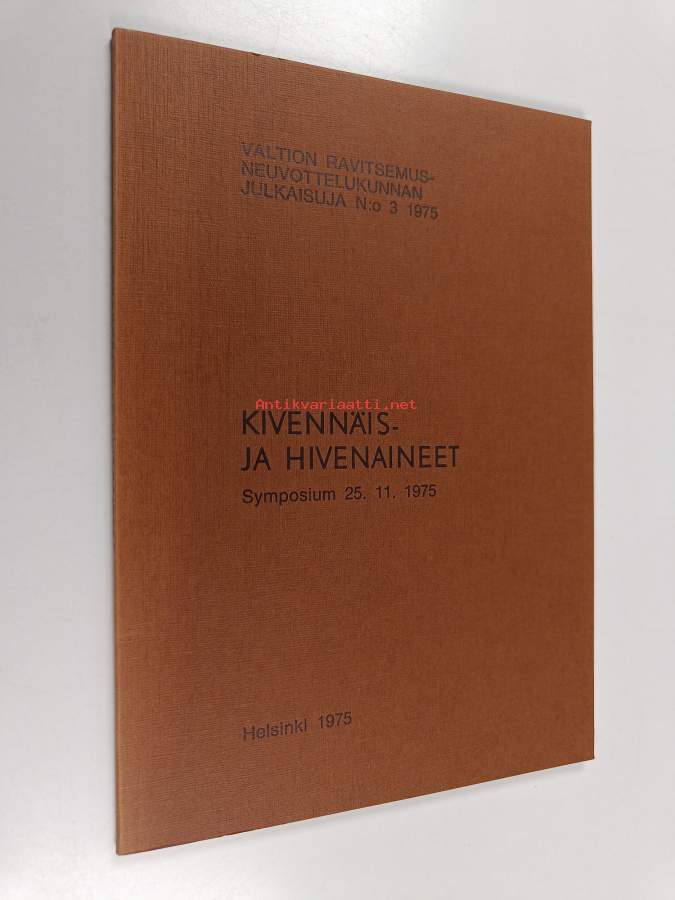 VALTION RAVITSEMUS-
NEUVOTTELUKUNNAN
JULKAISUJA N:o 3 1975
Antikvariaatti.net
KIVENNÄIS-
JA HIVENAINEET
Symposium 25. 11. 1975
Helsinki 1975